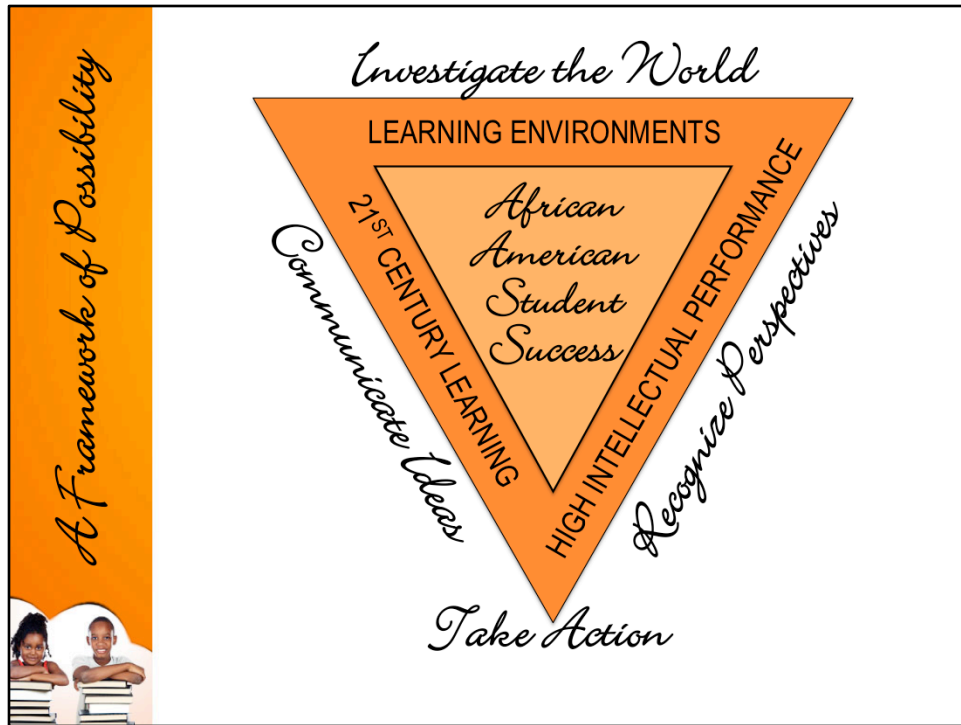 A Framework of Possibility
Investigate the World
LEARNING ENVIRONMENTS
21ST CENTURY LEARNING
HIGH INTELLECTUAL PERFORMANCE
African
American
Student
Success
Communicate Ideas
Recognize Perspectives
Take Action